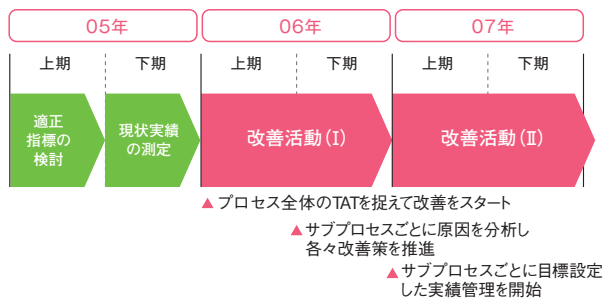 05年
06年
07年
上期
下期
上期
下期
上期
下期
適正
指標の
検討
現状実績
の測定
改善活動(Ⅰ)
改善活動(Ⅱ)
▲ プロセス全体のTATを捉えて改善をスタート
▲ サブプロセスごとに原因を分析し
各々改善策を推進
▲ サブプロセスごとに目標設定
した実績管理を開始